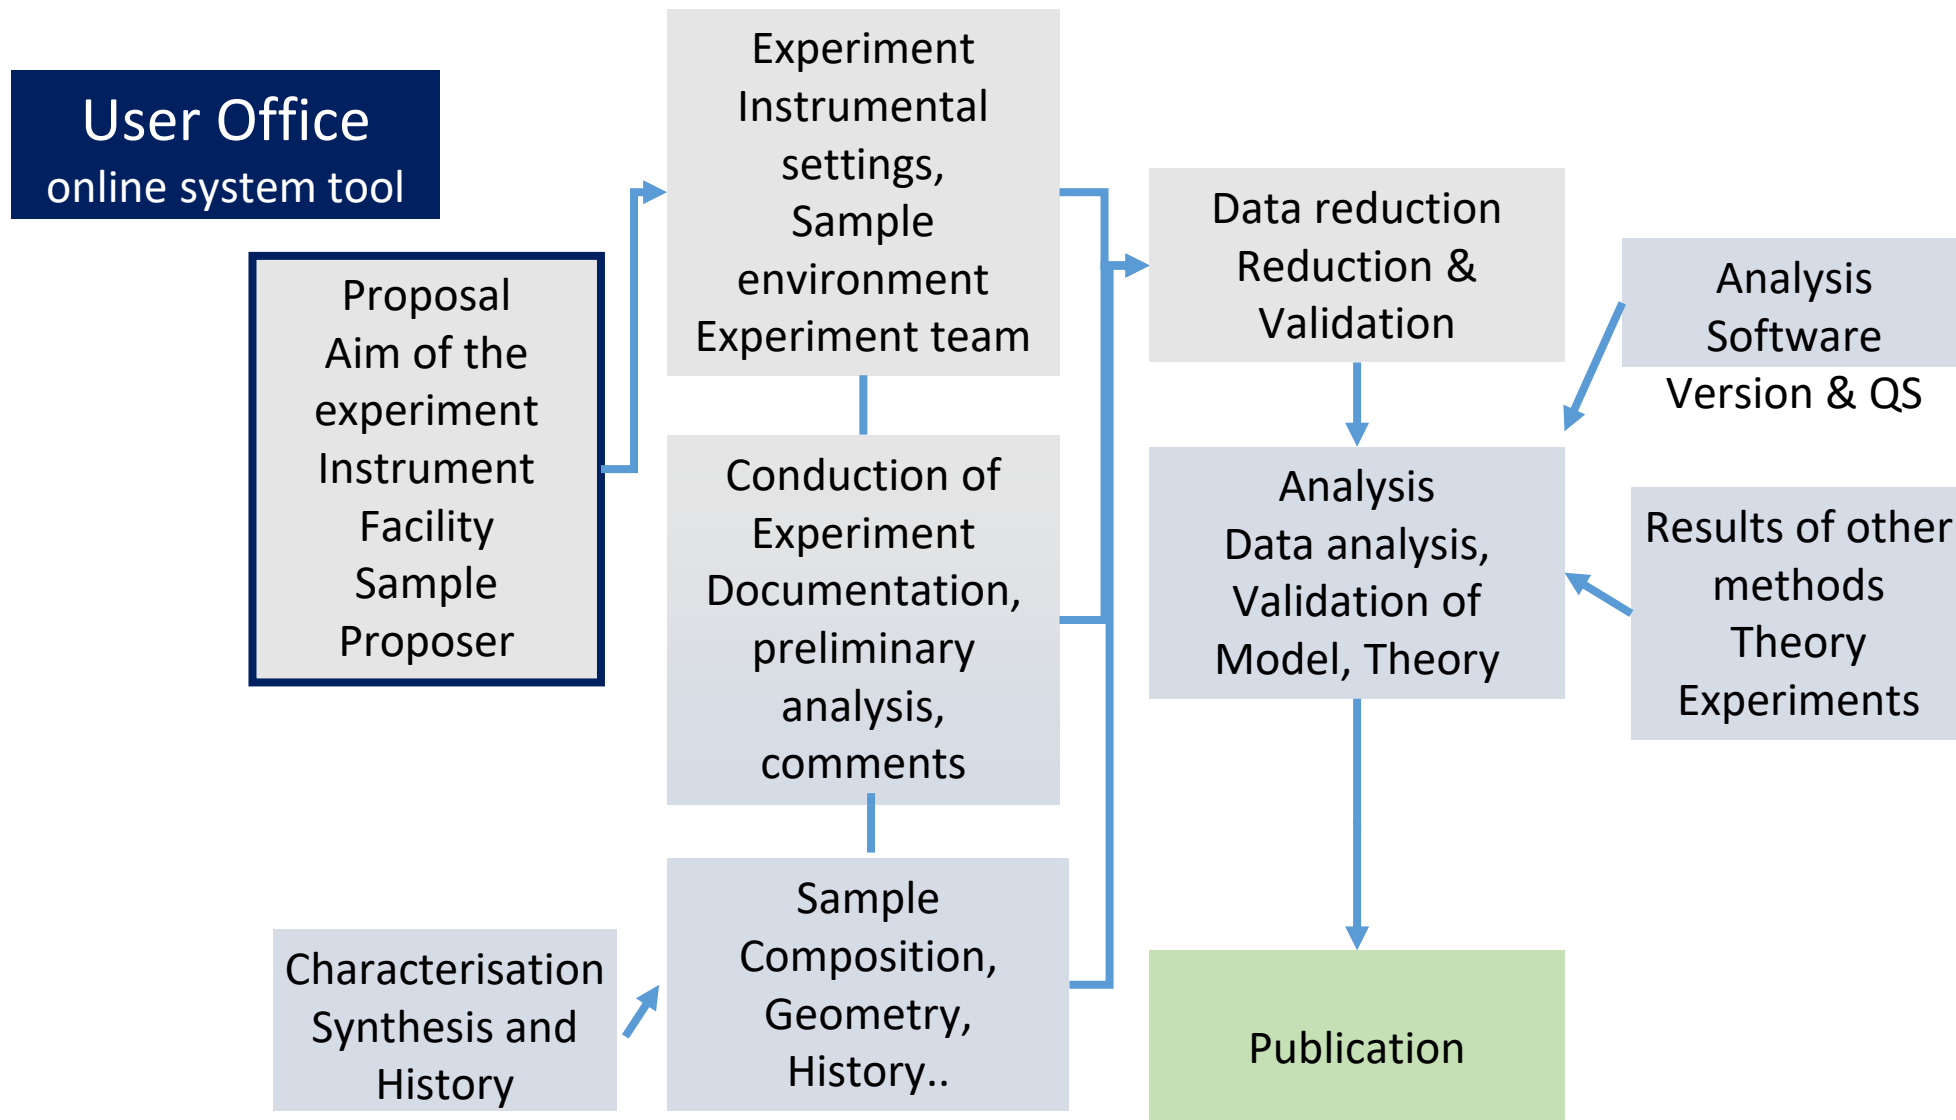 User Office
online system tool
Proposal
Aim of the
experiment
Instrument
Facility
Sample
Proposer
Experiment
Instrumental
settings,
Sample
environment
Experiment team
Conduction of
Experiment
Documentation,
preliminary
analysis,
comments
Characterisation
Synthesis and
History
Sample
Composition,
Geometry,
History..
Data reduction
Reduction &
Validation
Analysis
Data analysis,
Validation of
Model, Theory
Analysis
Software
Version & QS
Results of other
methods
Theory
Experiments
Publication